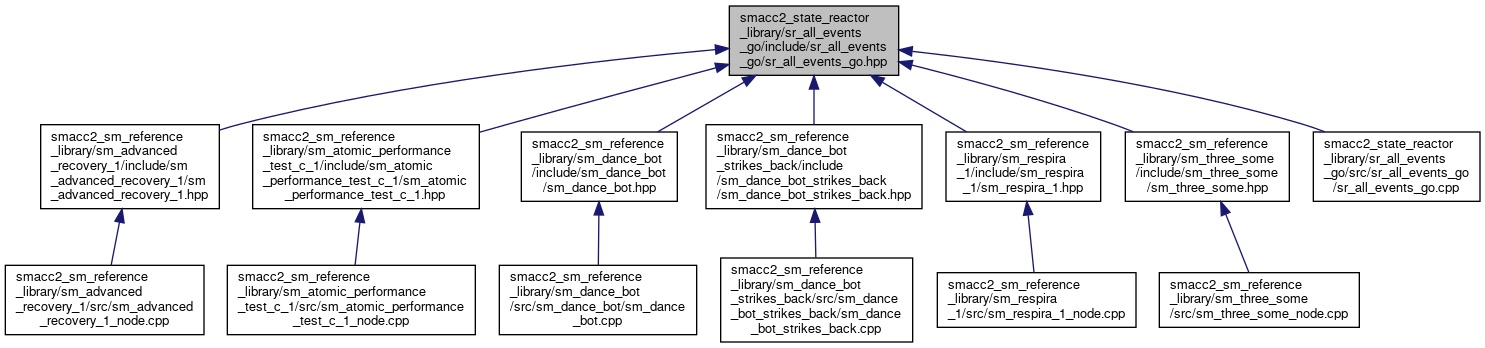 smacc2_state_reactor
_library/sr_all_events
_go/include/sr_all_events
_go/sr_all_events_go.hpp
smacc2_sm_reference
_library/sm_advanced
_recovery_1/include/sm
_advanced_recovery_1/sm
_advanced_recovery_1.hpp
smacc2_sm_reference
_library/sm_atomic_performance
_test_c_1/include/sm_atomic
_performance_test_c_1/sm_atomic
_performance_test_c_1.hpp
smacc2_sm_reference
_library/sm_dance_bot
/include/sm_dance_bot
/sm_dance_bot.hpp
smacc2_sm_reference
_library/sm_dance_bot
_strikes_back/include
/sm_dance_bot_strikes_back
/sm_dance_bot_strikes_back.hpp
smacc2_sm_reference
_library/sm_respira
_1/include/sm_respira
_1/sm_respira_1.hpp
smacc2_sm_reference
_library/sm_three_some
/include/sm_three_some
/sm_three_some.hpp
smacc2_state_reactor
_library/sr_all_events
_go/src/sr_all_events_go
/sr_all_events_go.cpp
smacc2_sm_reference
_library/sm_advanced
_recovery_1/src/sm_advanced
_recovery_1_node.cpp
smacc2_sm_reference
_library/sm_atomic_performance
_test_c_1/src/sm_atomic_performance
_test_c_1_node.cpp
smacc2_sm_reference
_library/sm_dance_bot
/src/sm_dance_bot/sm_dance
_bot.cpp
smacc2_sm_reference
_library/sm_dance_bot
_strikes_back/src/sm_dance
_bot_strikes_back/sm_dance
_bot_strikes_back.cpp
smacc2_sm_reference
_library/sm_respira
_1/src/sm_respira_1_node.cpp
smacc2_sm_reference
_library/sm_three_some
/src/sm_three_some_node.cpp